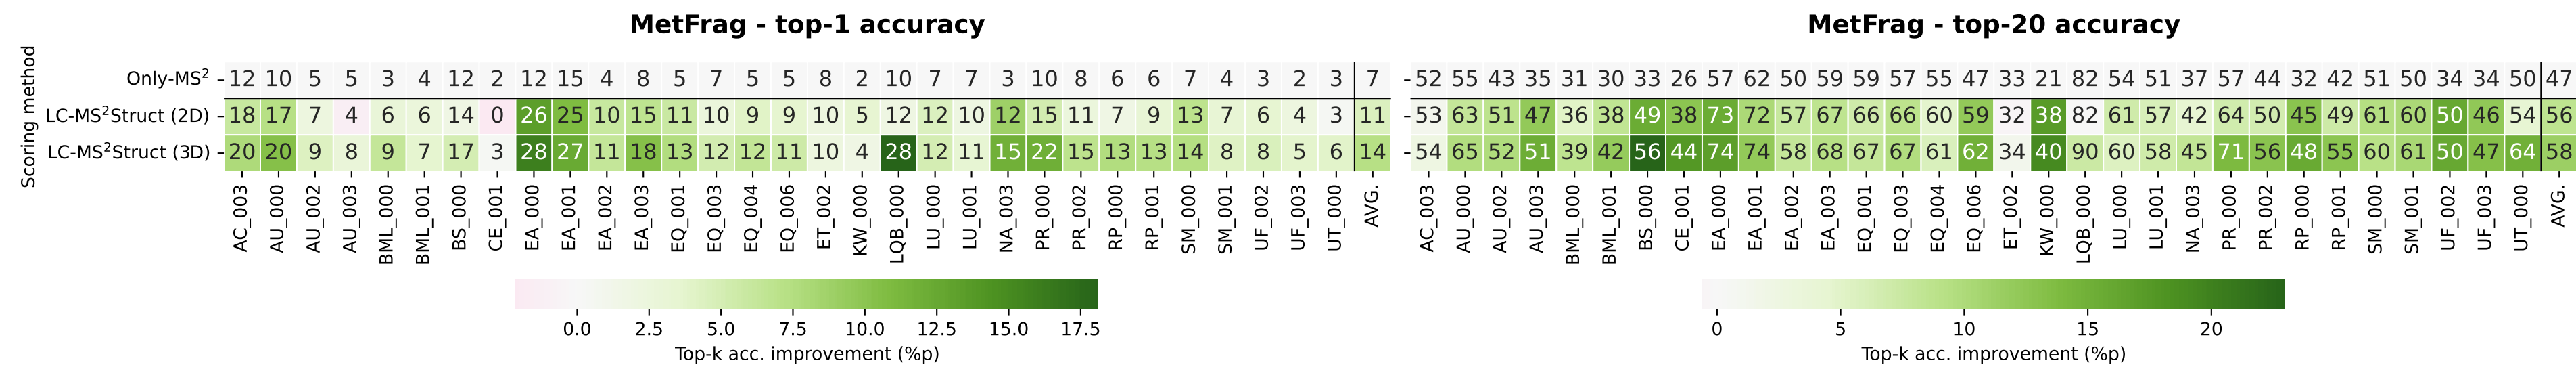 MetFrag - top-1 accuracy
Scoring method
Only-MS² 12 10 5 5 3 4 12 2 12 15 4 8 5 7 5 5 8 2 10 7 7 3 10 8 6 6 7 4 3 2 3 7
LC-MS²Struct (2D) 18 17 7 4 6 6 14 0 26 25 10 15 11 10 9 9 10 5 12 12 10 12 15 11 7 9 13 7 6 4 3 11
LC-MS²Struct (3D) 20 20 9 8 9 7 17 3 28 27 11 18 13 12 12 11 10 4 28 12 11 15 22 15 13 13 14 8 8 5 6 14
AC_003 AU_000 AU_002 AU_003 BML_000 BML_001 BS_000 CE_001 EA_000 EA_001 EA_002 EA_003 EQ_001 EQ_003 EQ_004 EQ_006 ET_002 KW_000 LQB_000 LU_000 LU_001 NA_003 PR_000 PR_002 RP_000 RP_001 SM_000 SM_001 UF_002 UF_003 UT_000 AVG.
0.0 2.5 5.0 7.5 10.0 12.5 15.0 17.5
Top-k acc. improvement (%p)
MetFrag - top-20 accuracy
52 55 43 35 31 30 33 26 57 62 50 59 59 57 55 47 33 21 82 54 51 37 57 44 32 42 51 50 34 34 50 47
53 63 51 47 36 38 49 38 73 72 57 67 66 66 60 59 32 38 82 61 57 42 64 50 45 49 61 60 50 46 54 56
54 65 52 51 39 42 56 44 74 74 58 68 67 67 61 62 34 40 90 60 58 45 71 56 48 55 60 61 50 47 64 58
AC_003 AU_000 AU_002 AU_003 BML_000 BML_001 BS_000 CE_001 EA_000 EA_001 EA_002 EA_003 EQ_001 EQ_003 EQ_004 EQ_006 ET_002 KW_000 LQB_000 LU_000 LU_001 NA_003 PR_000 PR_002 RP_000 RP_001 SM_000 SM_001 UF_002 UF_003 UT_000 AVG.
0 5 10 15 20
Top-k acc. improvement (%p)